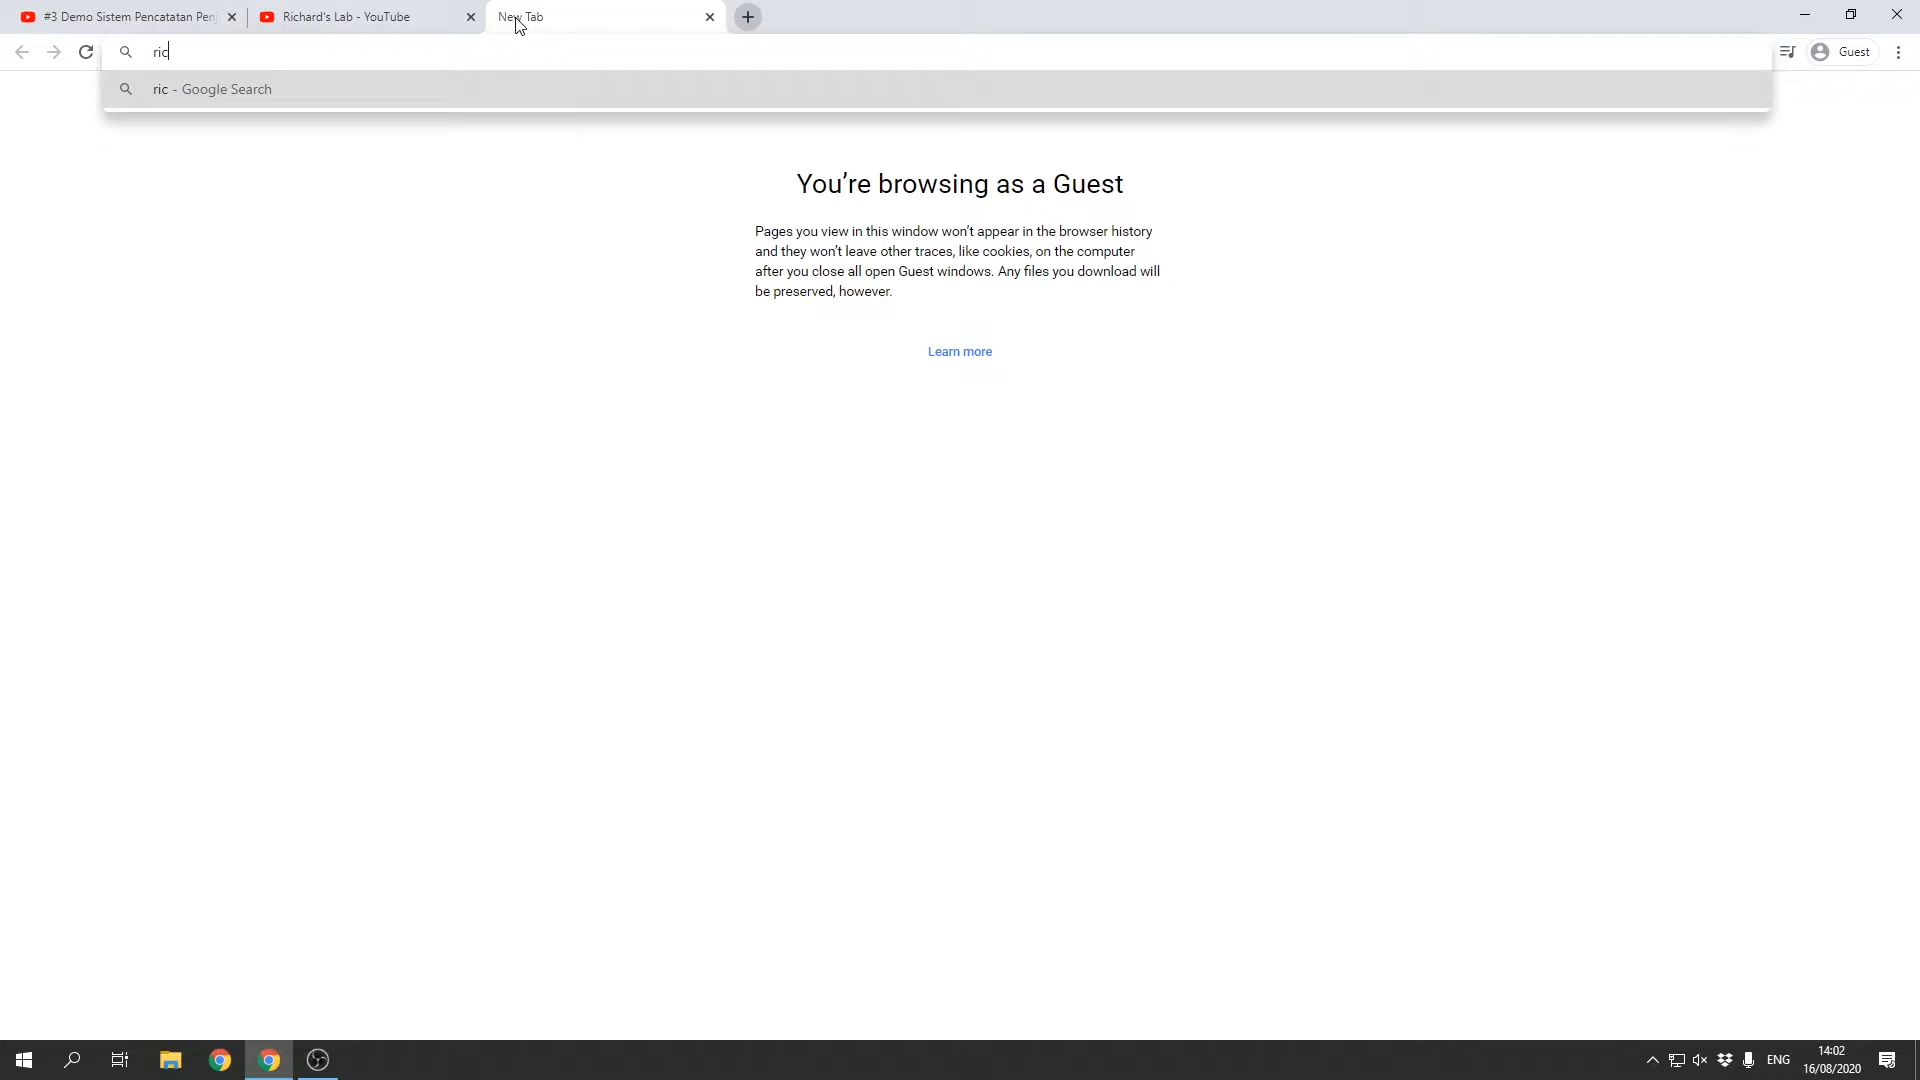 #3 Demo Sistem Pencatatan Penj
Richard's Lab - YouTube
New Tab
ric
Guest
ric - Google Search
You're browsing as a Guest
Pages you view in this window won't appear in the browser history
and they won't leave other traces, like cookies, on the computer
after you close all open Guest windows. Any files you download will
be preserved, however.
Learn more
ENG
14:02
16/08/2020